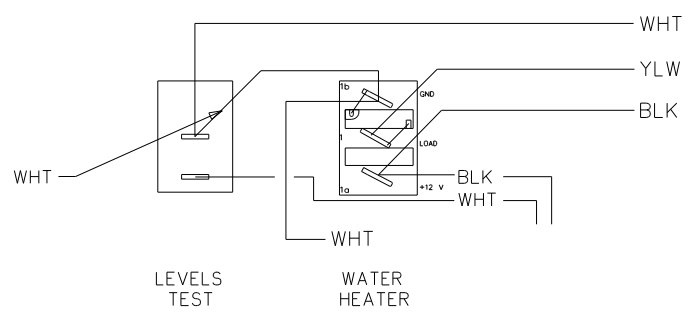 WHT
YLW
1b
GND
BLK
1
LOAD
WHT
BLK
1a
+12 V
WHT
WHT
LEVELS
TEST
WATER
HEATER